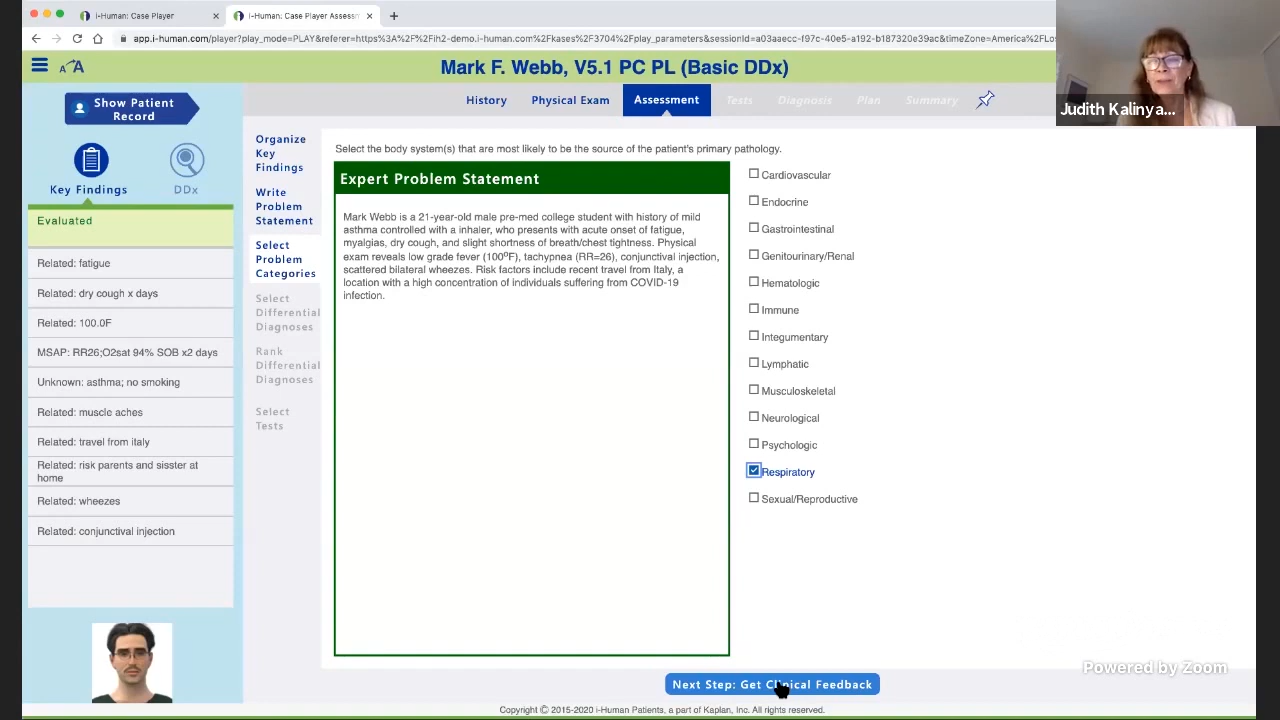 i-Human: Case Player
i-Human: Case Player Assessm
app.i-human.com/player?play_mode=PLAY&referer=https%3A%2F%2Fih2-demo.i-human.com%2Fkases%2F3704%2Fplay_parameters&sessionId=a03aaecc-f97c-40e5-a192-b187320e39ac&timeZone=America%2FLos
AA
Mark F. Webb, V5.1 PC PL (Basic DDx)
Judith Kalinya...
Show Patient
Record
History
Physical Exam
Assessment
Tests
Diagnosis
Plan
Summary
Key Findings
DDx
Evaluated
Related: fatigue
Related: dry cough x days
Related: 100.0F
MSAP: RR26;O2sat 94% SOB x2 days
Unknown: asthma; no smoking
Related: muscle aches
Related: travel from italy
Related: risk parents and sisster at
home
Related: wheezes
Related: conjunctival injection
Organize
Key
Findings
Write
Problem
Statement
Select
Problem
Categories
Select
Differential
Diagnoses
Rank
Differential
Diagnoses
Select
Tests
Select the body system(s) that are most likely to be the source of the patient's primary pathology.
Expert Problem Statement
Mark Webb is a 21-year-old male pre-med college student with history of mild
asthma controlled with a inhaler, who presents with acute onset of fatigue,
myalgias, dry cough, and slight shortness of breath/chest tightness. Physical
exam reveals low grade fever (100ºF), tachypnea (RR=26), conjunctival injection,
scattered bilateral wheezes. Risk factors include recent travel from Italy, a
location with a high concentration of individuals suffering from COVID-19
infection.
Cardiovascular
Endocrine
Gastrointestinal
Genitourinary/Renal
Hematologic
Immune
Integumentary
Lymphatic
Musculoskeletal
Neurological
Psychologic
Respiratory
Sexual/Reproductive
Next Step: Get Clinical Feedback
Powered by Zoom
Copyright © 2015-2020 i-Human Patients, a part of Kaplan, Inc. All rights reserved.